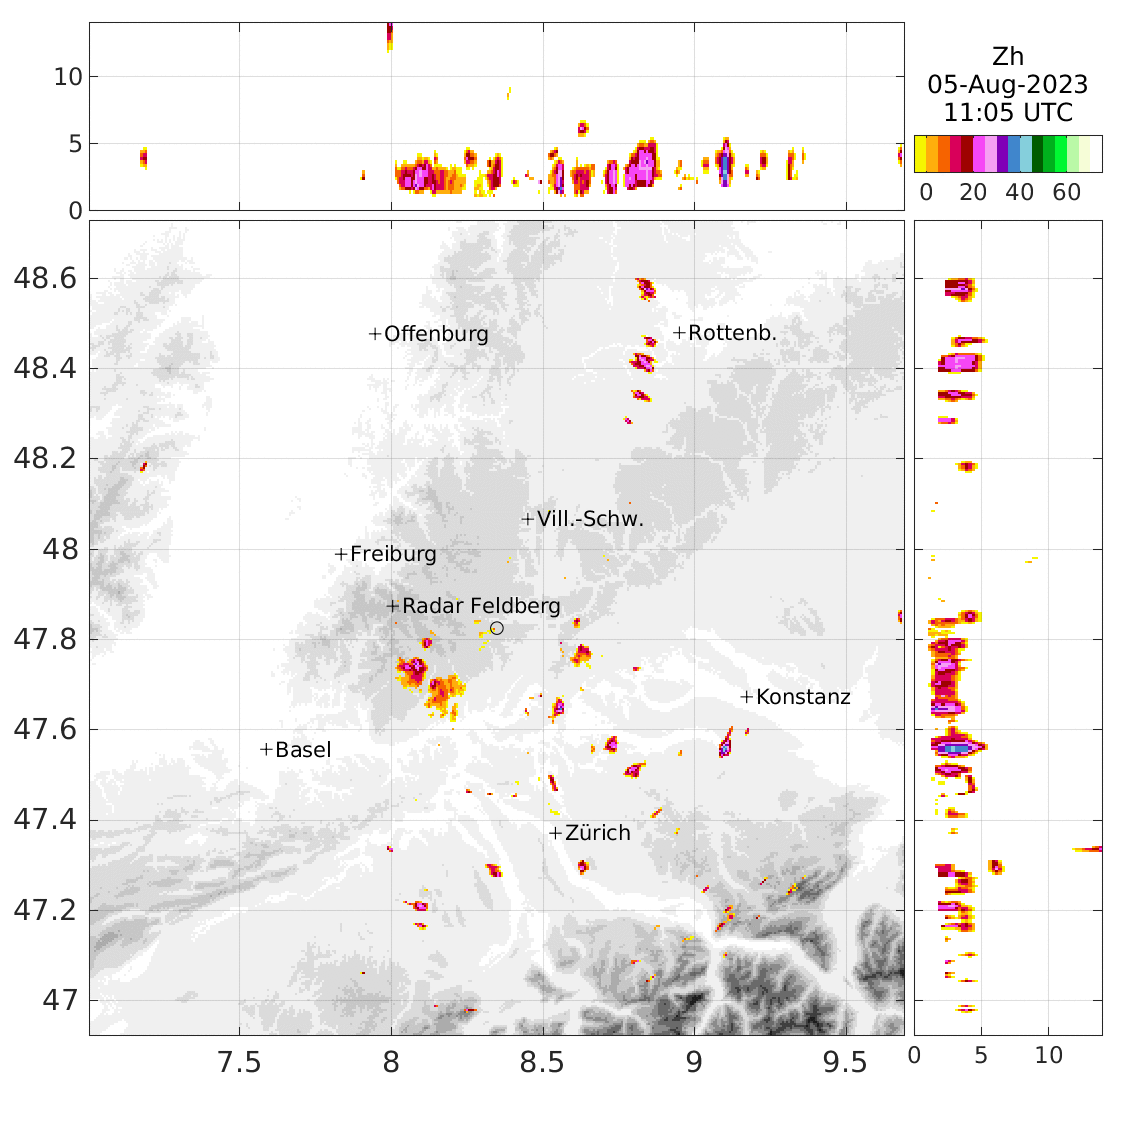 10
5
0
Zh
05-Aug-2023
11:05 UTC
0 20 40 60
48.6
48.4
48.2
48
47.8
47.6
47.4
47.2
47
+Offenburg
+Rottenb.
+Vill.-Schw.
+Freiburg
+Radar Feldberg
+Konstanz
+Basel
+Zürich
7.5 8 8.5 9 9.5
0 5 10